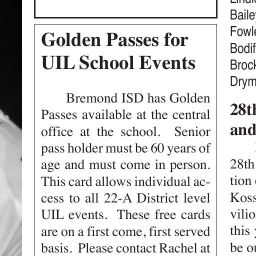 Golden Passes for
UIL School Events
Bremond ISD has Golden
Passes available at the central
office at the school. Senior
pass holder must be 60 years of
age and must come in person.
This card allows individual ac-
cess to all 22-A District level
UIL events. These free cards
are on a first come, first served
basis. Please contact Rachel at
Bailey
Fowle
Bodif
Brock
Drym
28th
and
28th
tion
Koss
vilio
this
be ou